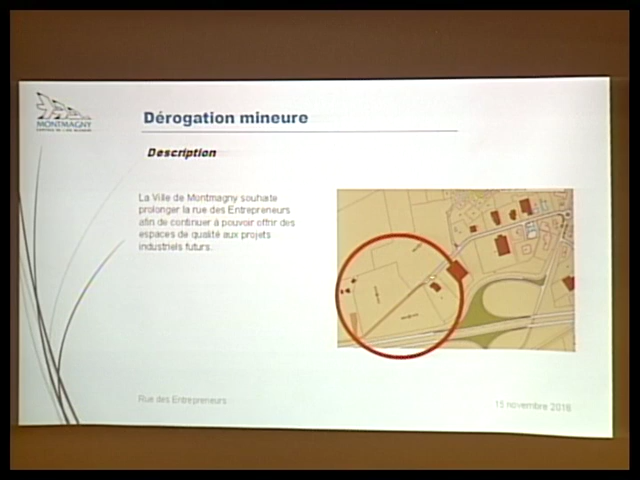 MONTMAGNY
Dérogation mineure
Description
La Ville de Montmagny souhaite
prolonger la rue des Entrepreneurs
afin de continuer à pouvoir offrir des
espaces de qualité aux projets
industriels futurs.
Rue des Entrepreneurs
15 novembre 2016